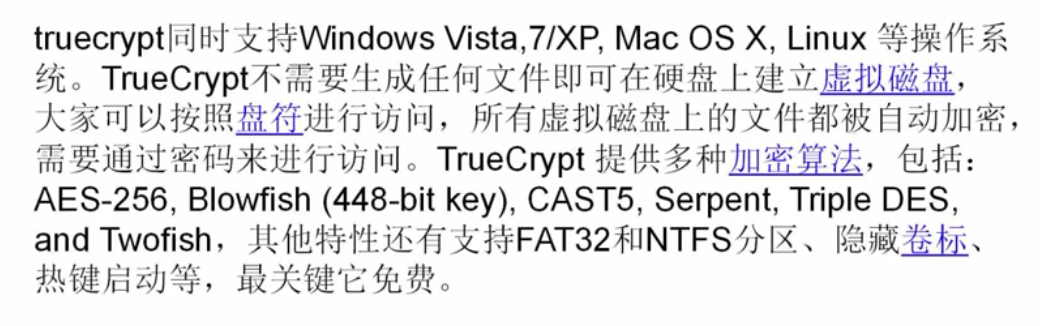 truecrypt同时支持Windows Vista,7/XP, Mac OS X, Linux 等操作系
统。TrueCrypt不需要生成任何文件即可在硬盘上建立虚拟磁盘，
大家可以按照盘符进行访问，所有虚拟磁盘上的文件都被自动加密，
需要通过密码来进行访问。TrueCrypt 提供多种加密算法，包括：
AES-256, Blowfish (448-bit key), CAST5, Serpent, Triple DES,
and Twofish，其他特性还有支持FAT32和NTFS分区、隐藏卷标、
热键启动等，最关键它免费。